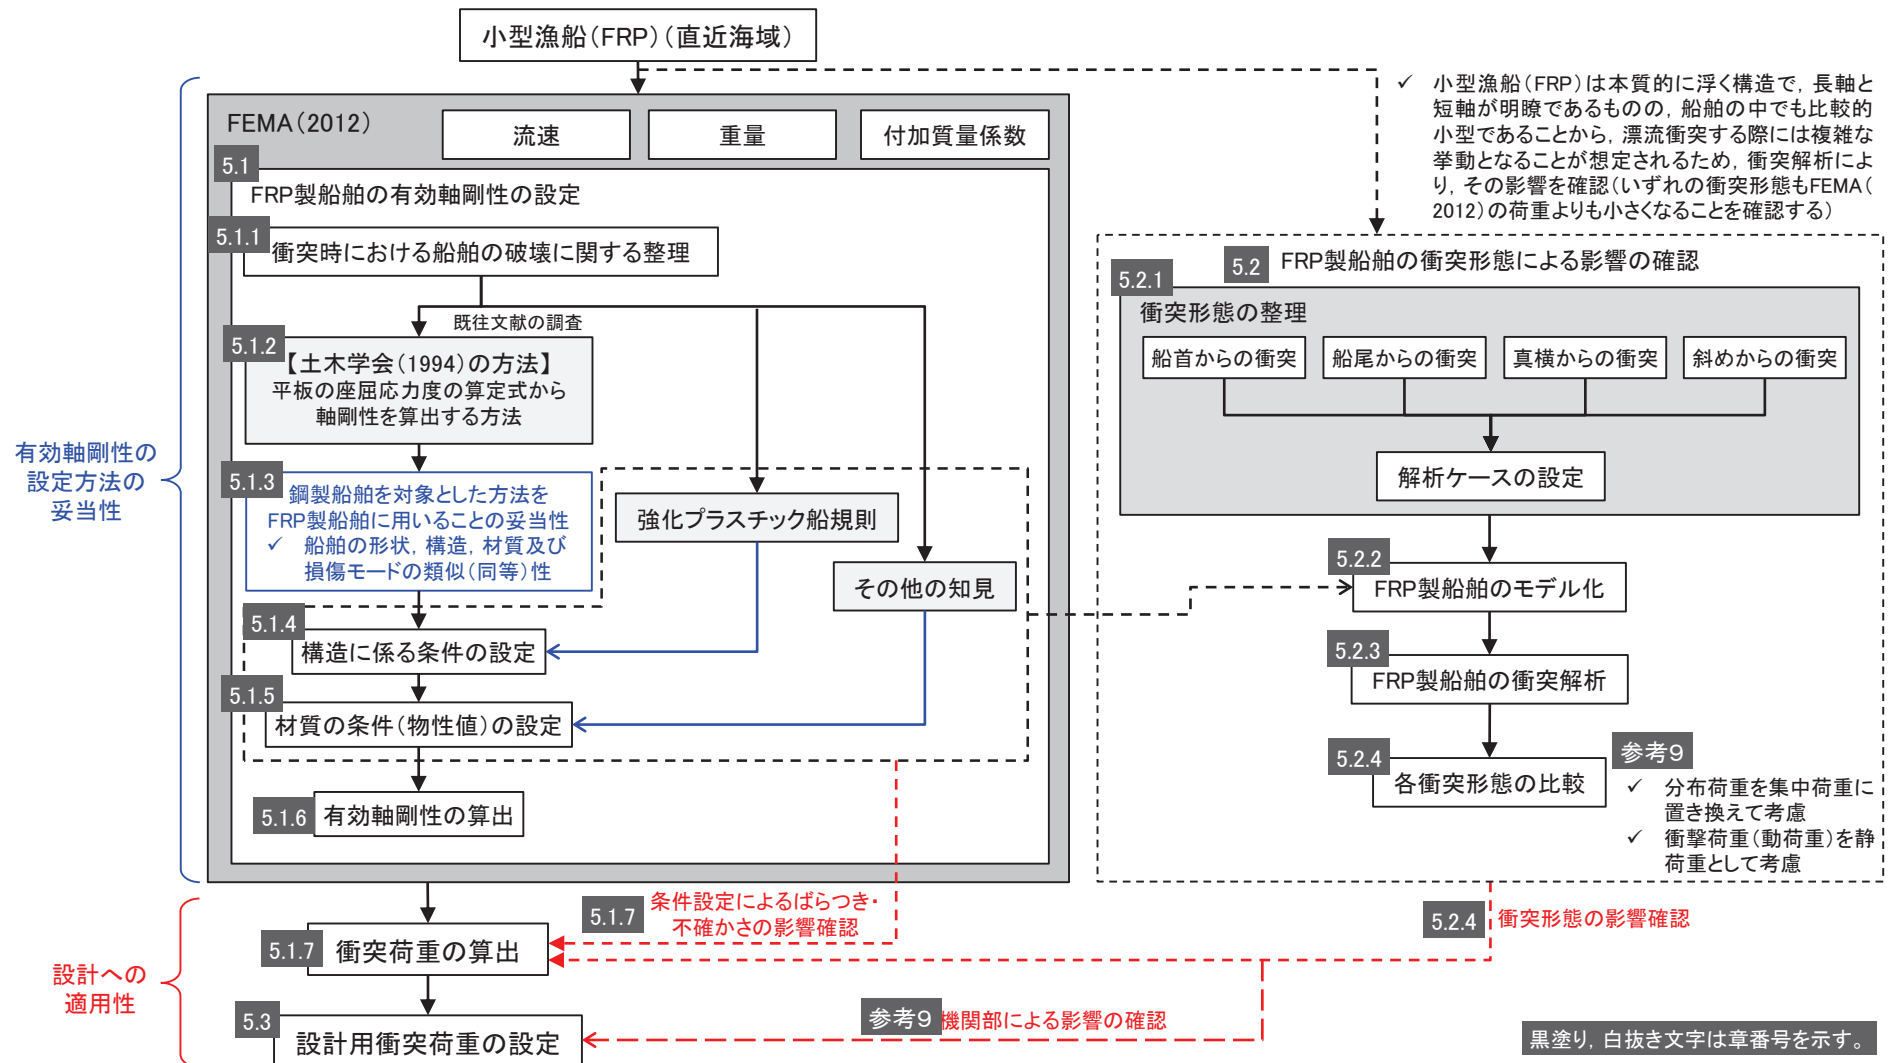 小型漁船（FRP）（直近海域）
FEMA（2012）
流速
重量
付加質量係数
5.1
FRP製船舶の有効軸剛性の設定
5.1.1
衝突時における船舶の破壊に関する整理
既往文献の調査
5.1.2
【土木学会（1994）の方法】
平板の座屈応力度の算定式から
軸剛性を算出する方法
5.1.3
鋼製船舶を対象とした方法を
FRP製船舶に用いることの妥当性
✓ 船舶の形状，構造，材質及び
損傷モードの類似（同等）性
強化プラスチック船規則
その他の知見
5.1.4
構造に係る条件の設定
5.1.5
材質の条件（物性値）の設定
5.1.6
有効軸剛性の算出
有効軸剛性の
設定方法の
妥当性
✓ 小型漁船（FRP）は本質的に浮く構造で，長軸と
短軸が明瞭であるものの，船舶の中でも比較的
小型であることから，漂流衝突する際には複雑な
挙動となることが想定されるため，衝突解析によ
り，その影響を確認（いずれの衝突形態もFEMA（
2012）の荷重よりも小さくなることを確認する）
5.2
FRP製船舶の衝突形態による影響の確認
5.2.1
衝突形態の整理
船首からの衝突
船尾からの衝突
真横からの衝突
斜めからの衝突
解析ケースの設定
5.2.2
FRP製船舶のモデル化
5.2.3
FRP製船舶の衝突解析
5.2.4
各衝突形態の比較
参考9
✓ 分布荷重を集中荷重に
置き換えて考慮
✓ 衝撃荷重（動荷重）を静
荷重として考慮
5.1.7
条件設定によるばらつき・
不確かさの影響確認
5.2.4
衝突形態の影響確認
5.1.7
衝突荷重の算出
設計への
適用性
参考9
機関部による影響の確認
5.3
設計用衝突荷重の設定
黒塗り，白抜き文字は章番号を示す。